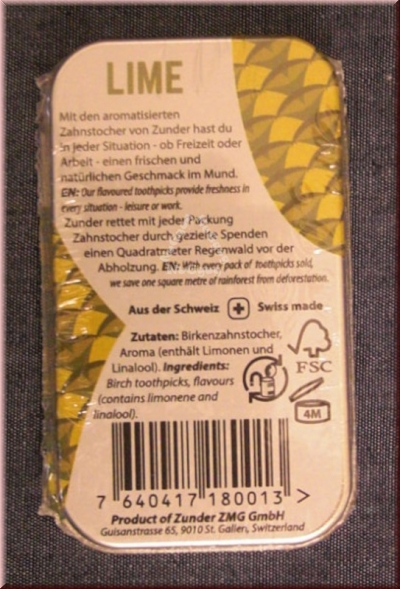 LIME
Mit den aromatisierten
Zahnstocher von Zunder hast du
in jeder Situation - ob Freizeit oder
Arbeit - einen frischen und
natürlichen Geschmack im Mund.
EN: Our flavoured toothpicks provide freshness in
every situation - leisure or work.
Zunder rettet mit jeder Packung
Zahnstocher durch gezielte Spenden
einen Quadratmeter Regenwald vor der
Abholzung. EN: With every pack of toothpicks sold,
we save one square metre of rainforest from deforestation.
Aus der Schweiz Swiss made
Zutaten: Birkenzahnstocher,
Aroma (enthält Limonen und
Linalool). Ingredients:
Birch toothpicks, flavours
(contains limonene and
linalool).
FSC
4M
7 640417 180013 >
Product of Zunder ZMG GmbH
Guisanstrasse 65, 9010 St. Gallen, Switzerland